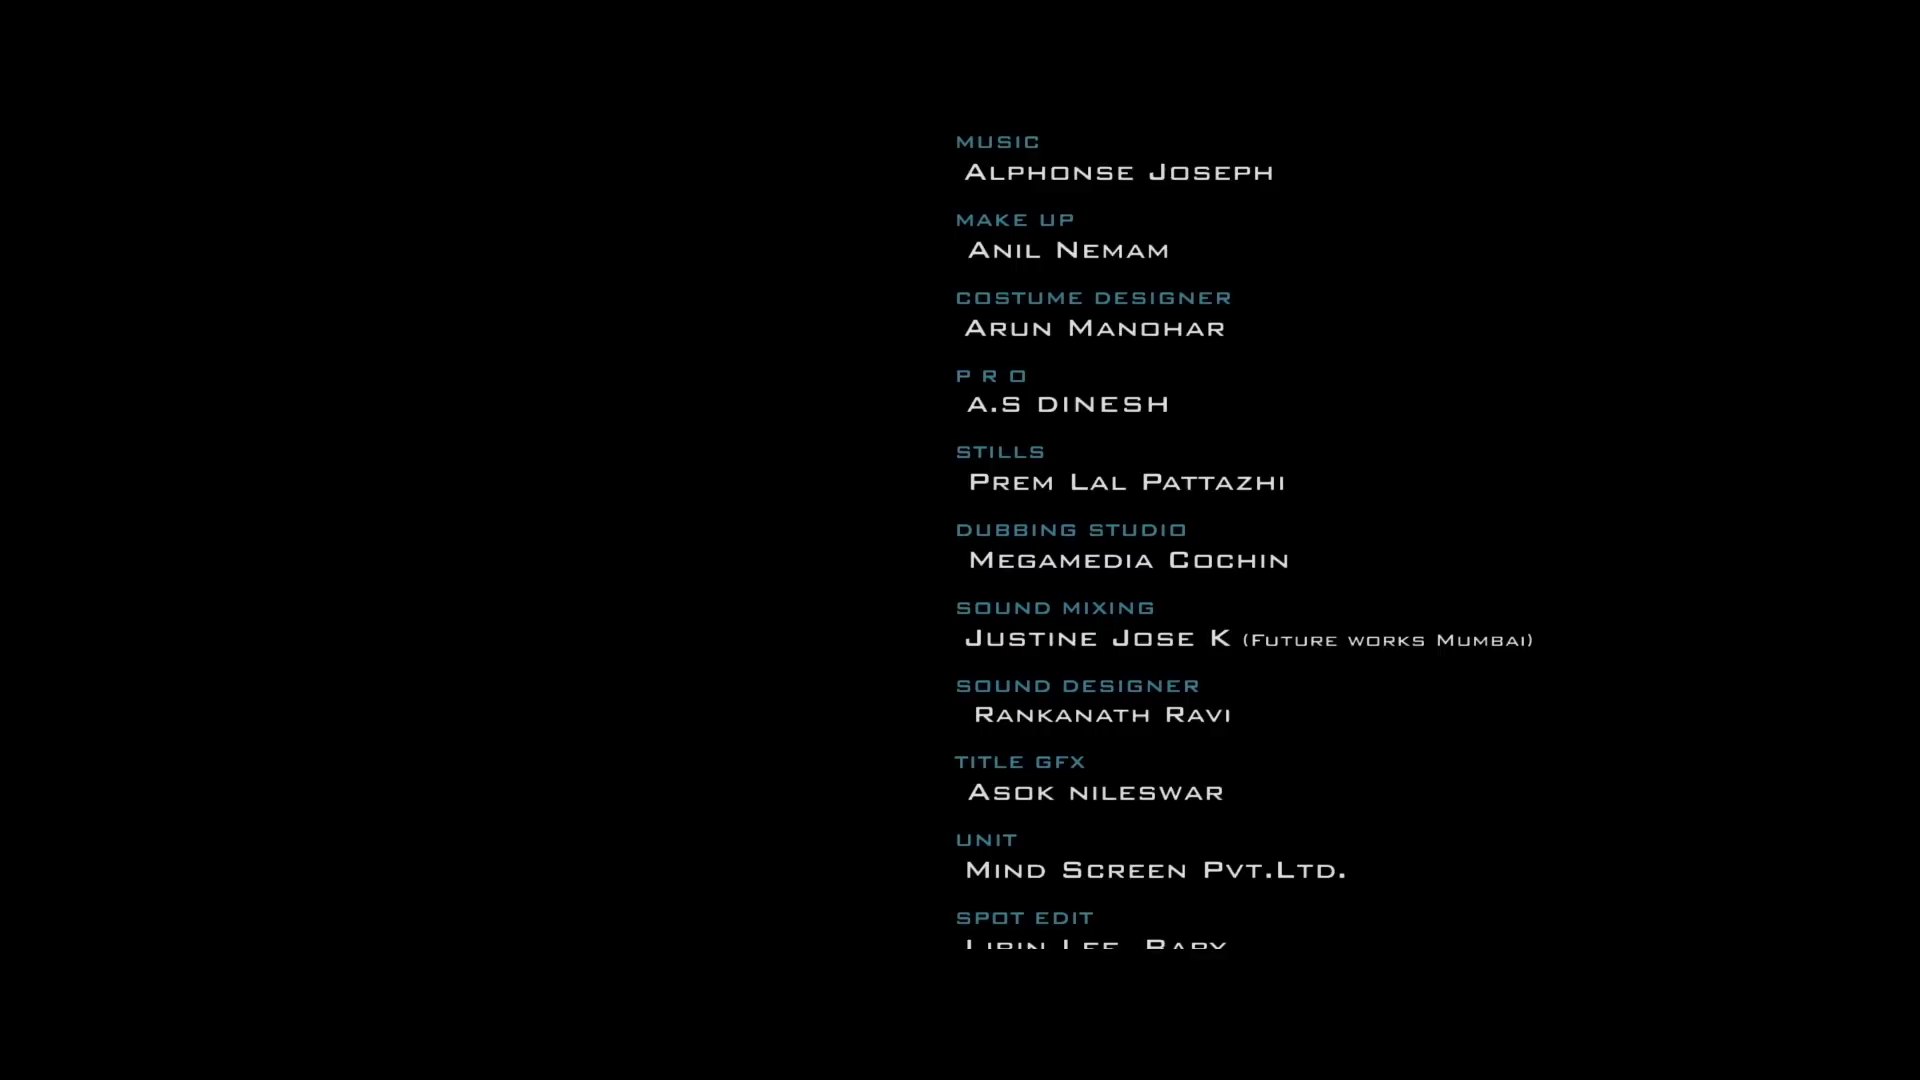 MUSIC
ALPHONSE JOSEPH
MAKE UP
ANIL NEMAM
COSTUME DESIGNER
ARUN MANOHAR
P R O
A.S DINESH
STILLS
PREM LAL PATTAZHI
DUBBING STUDIO
MEGAMEDIA COCHIN
SOUND MIXING
JUSTINE JOSE K (FUTURE WORKS MUMBAI)
SOUND DESIGNER
RANKANATH RAVI
TITLE GFX
ASOK NILESWAR
UNIT
MIND SCREEN PVT.LTD.
SPOT EDIT